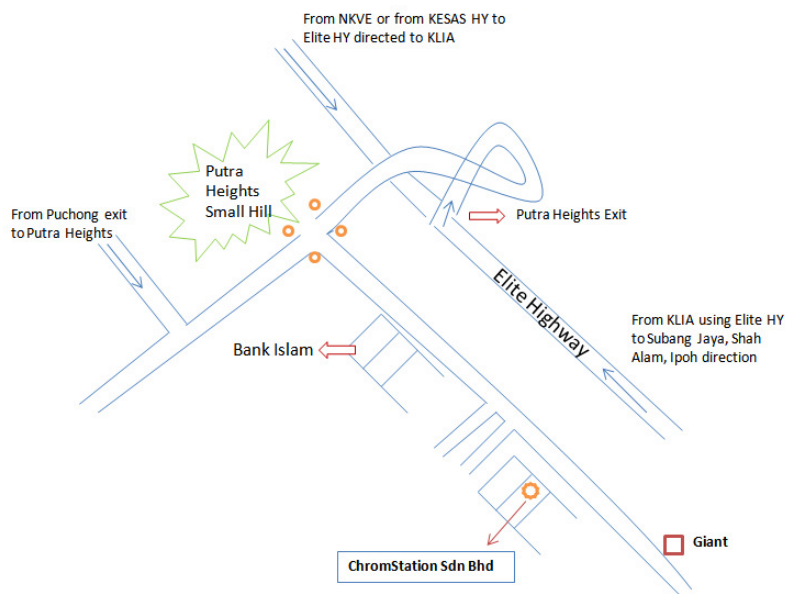 From NKVE or from KESAS HY to
Elite HY directed to KLIA
Putra
Heights
Small Hill
From Puchong exit
to Putra Heights
Putra Heights Exit
Elite Highway
From KLIA using Elite HY
to Subang Jaya, Shah
Alam, Ipoh direction
Bank Islam
Giant
ChromStation Sdn Bhd